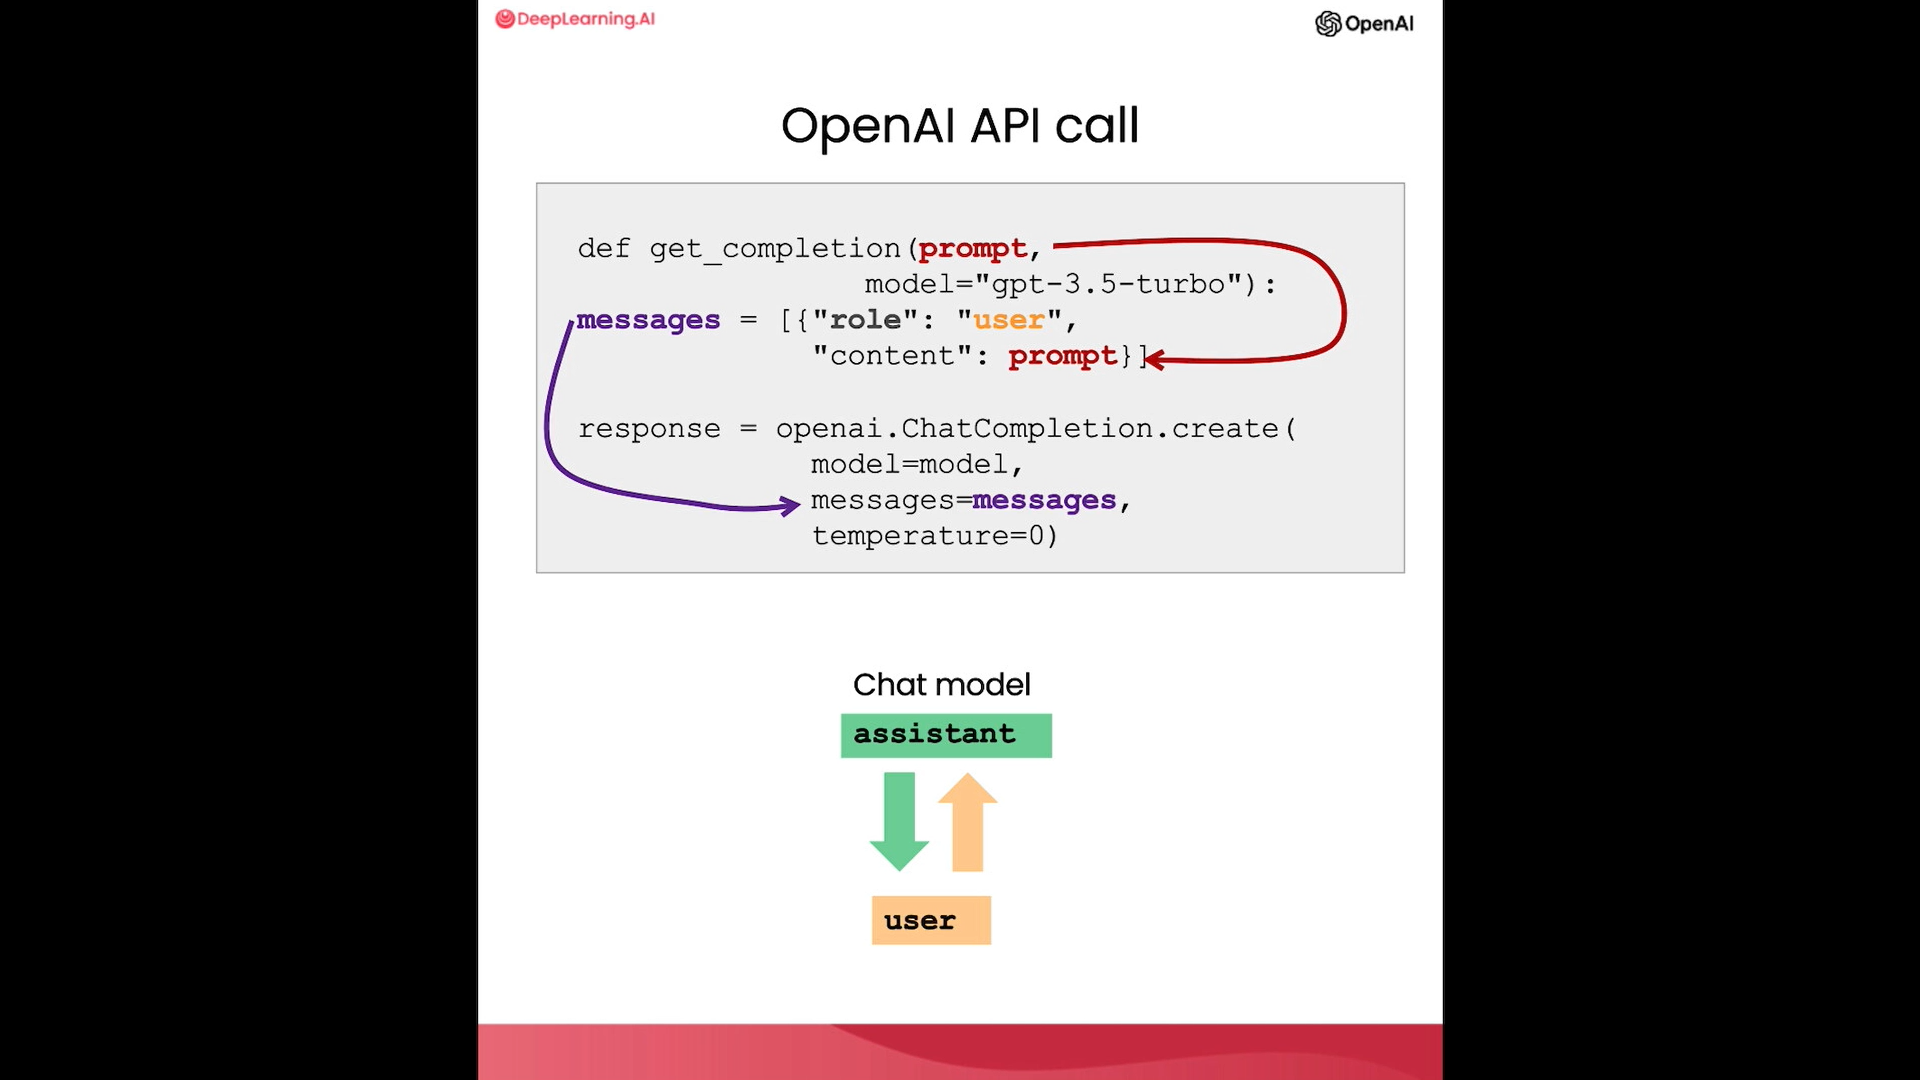 DeepLearning.AI
OpenAI
OpenAI API call
def get_completion(prompt,
model="gpt-3.5-turbo"):
messages = [{"role": "user",
"content": prompt}]
response = openai.ChatCompletion.create(
model=model,
messages=messages,
temperature=0)
Chat model
assistant
user